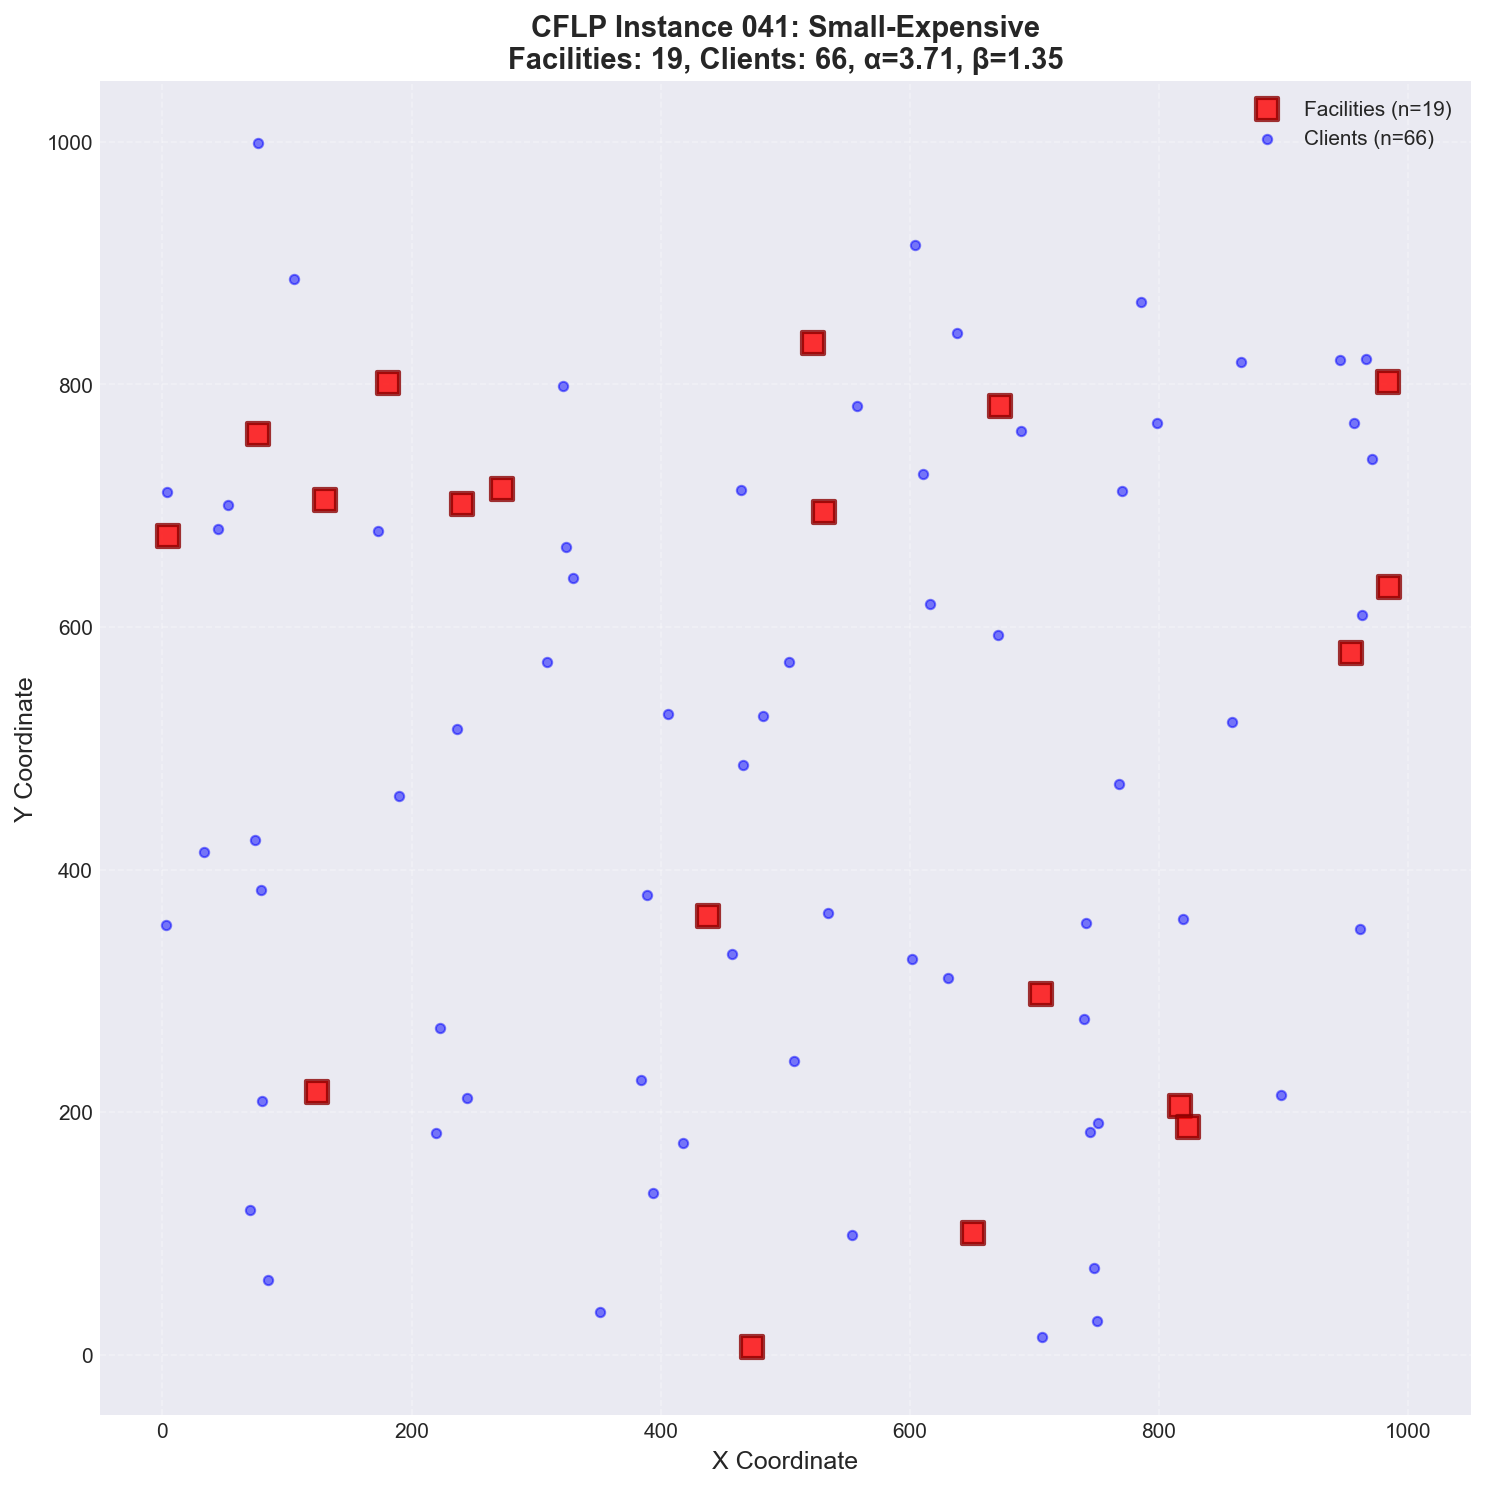 CFLP Instance 041: Small-Expensive
Facilities: 19, Clients: 66, α=3.71, β=1.35
Facilities (n=19)
Clients (n=66)
1000
800
600
400
200
0
Y Coordinate
0 200 400 600 800 1000
X Coordinate